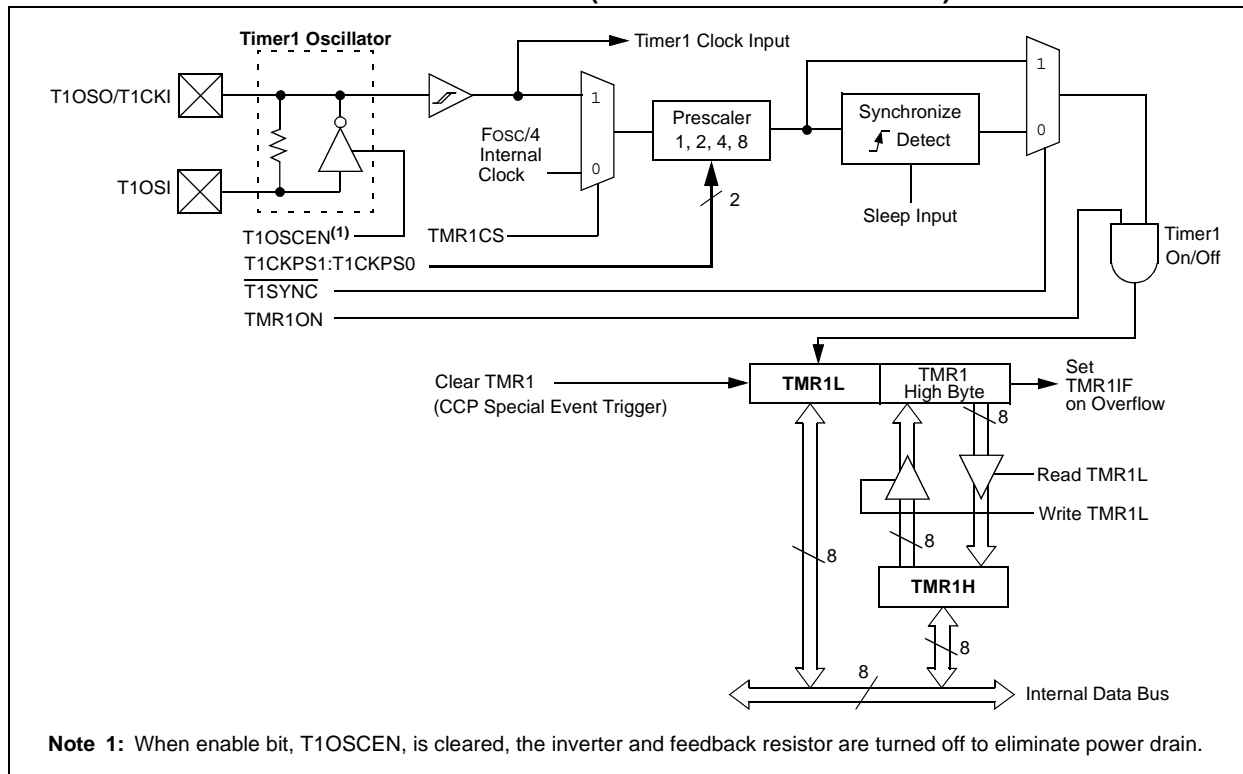 Timer1 Oscillator
Timer1 Clock Input
T1OSO/T1CKI
T1OSI
1
0
FOSC/4
Internal
Clock
Prescaler
1, 2, 4, 8
2
Synchronize
Detect
Sleep Input
1
0
T1OSCEN(1)
TMR1CS
T1CKPS1:T1CKPS0
T1SYNC
TMR1ON
Timer1
On/Off
Clear TMR1
(CCP Special Event Trigger)
TMR1L
TMR1
High Byte
Set
TMR1IF
on Overflow
8
Read TMR1L
Write TMR1L
8
8
TMR1H
8
8
Internal Data Bus
Note 1: When enable bit, T1OSCEN, is cleared, the inverter and feedback resistor are turned off to eliminate power drain.